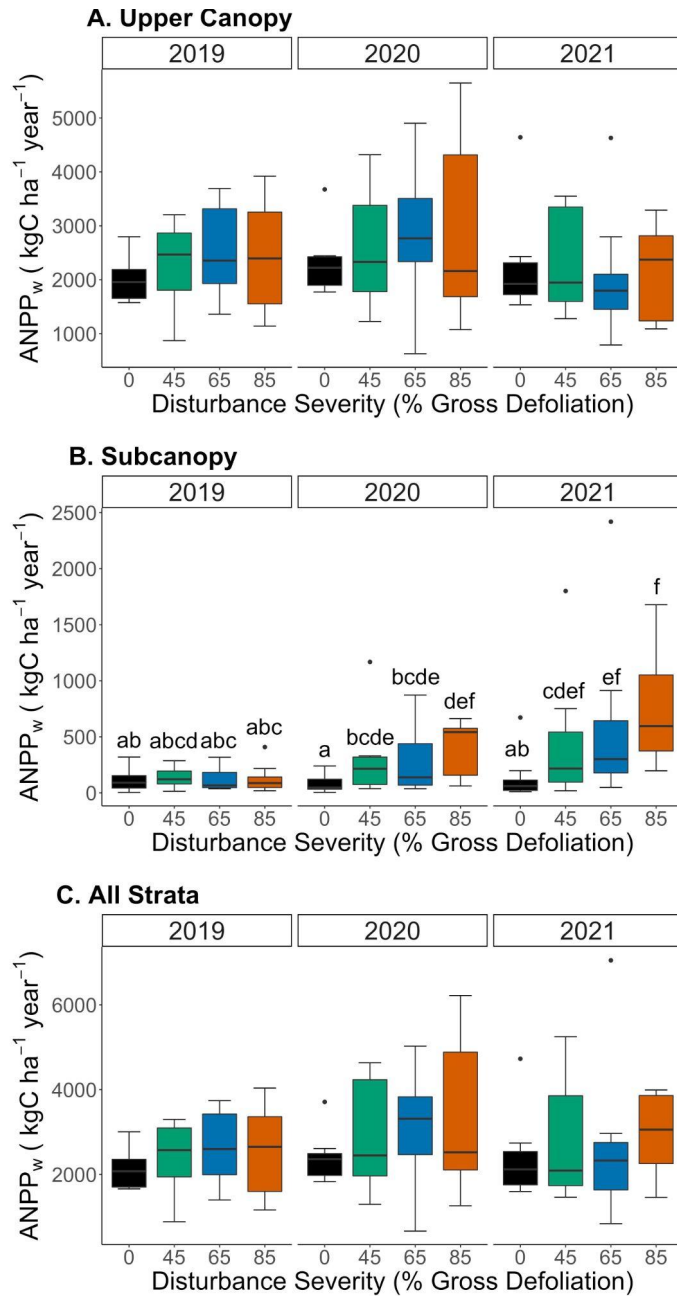 A. Upper Canopy
2019 2020 2021
ANPPw ( kgC ha⁻¹ year⁻¹)
5000
4000
3000
2000
1000
0 45 65 85 0 45 65 85 0 45 65 85
Disturbance Severity (% Gross Defoliation)
B. Subcanopy
2019 2020 2021
ANPPw ( kgC ha⁻¹ year⁻¹)
2500
2000
1500
1000
500
0
ab abcd abc abc a bcde bcde def ab cdef ef f
0 45 65 85 0 45 65 85 0 45 65 85
Disturbance Severity (% Gross Defoliation)
C. All Strata
2019 2020 2021
ANPPw ( kgC ha⁻¹ year⁻¹)
6000
4000
2000
0 45 65 85 0 45 65 85 0 45 65 85
Disturbance Severity (% Gross Defoliation)